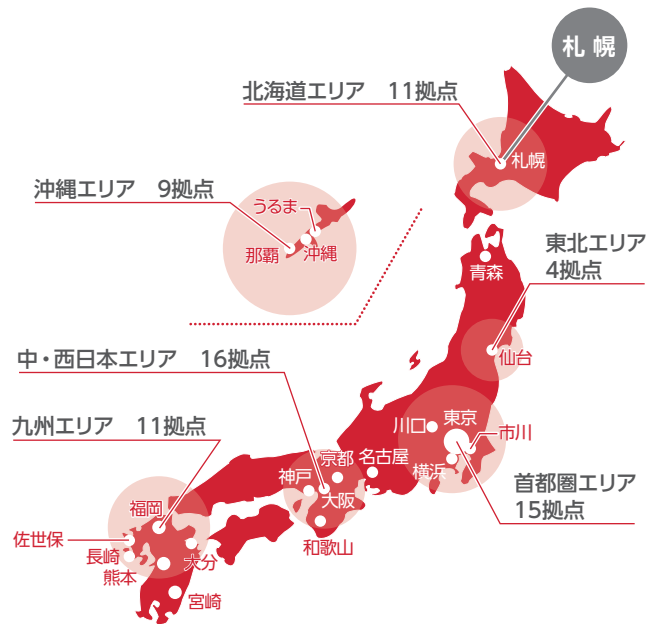 札幌
北海道エリア 11拠点
札幌
沖縄エリア 9拠点
うるま
那覇
沖縄
東北エリア
4拠点
青森
仙台
中・西日本エリア 16拠点
九州エリア 11拠点
川口
東京
市川
京都
名古屋
横浜
神戸
大阪
首都圏エリア
15拠点
福岡
和歌山
佐世保
長崎
大分
熊本
宮崎